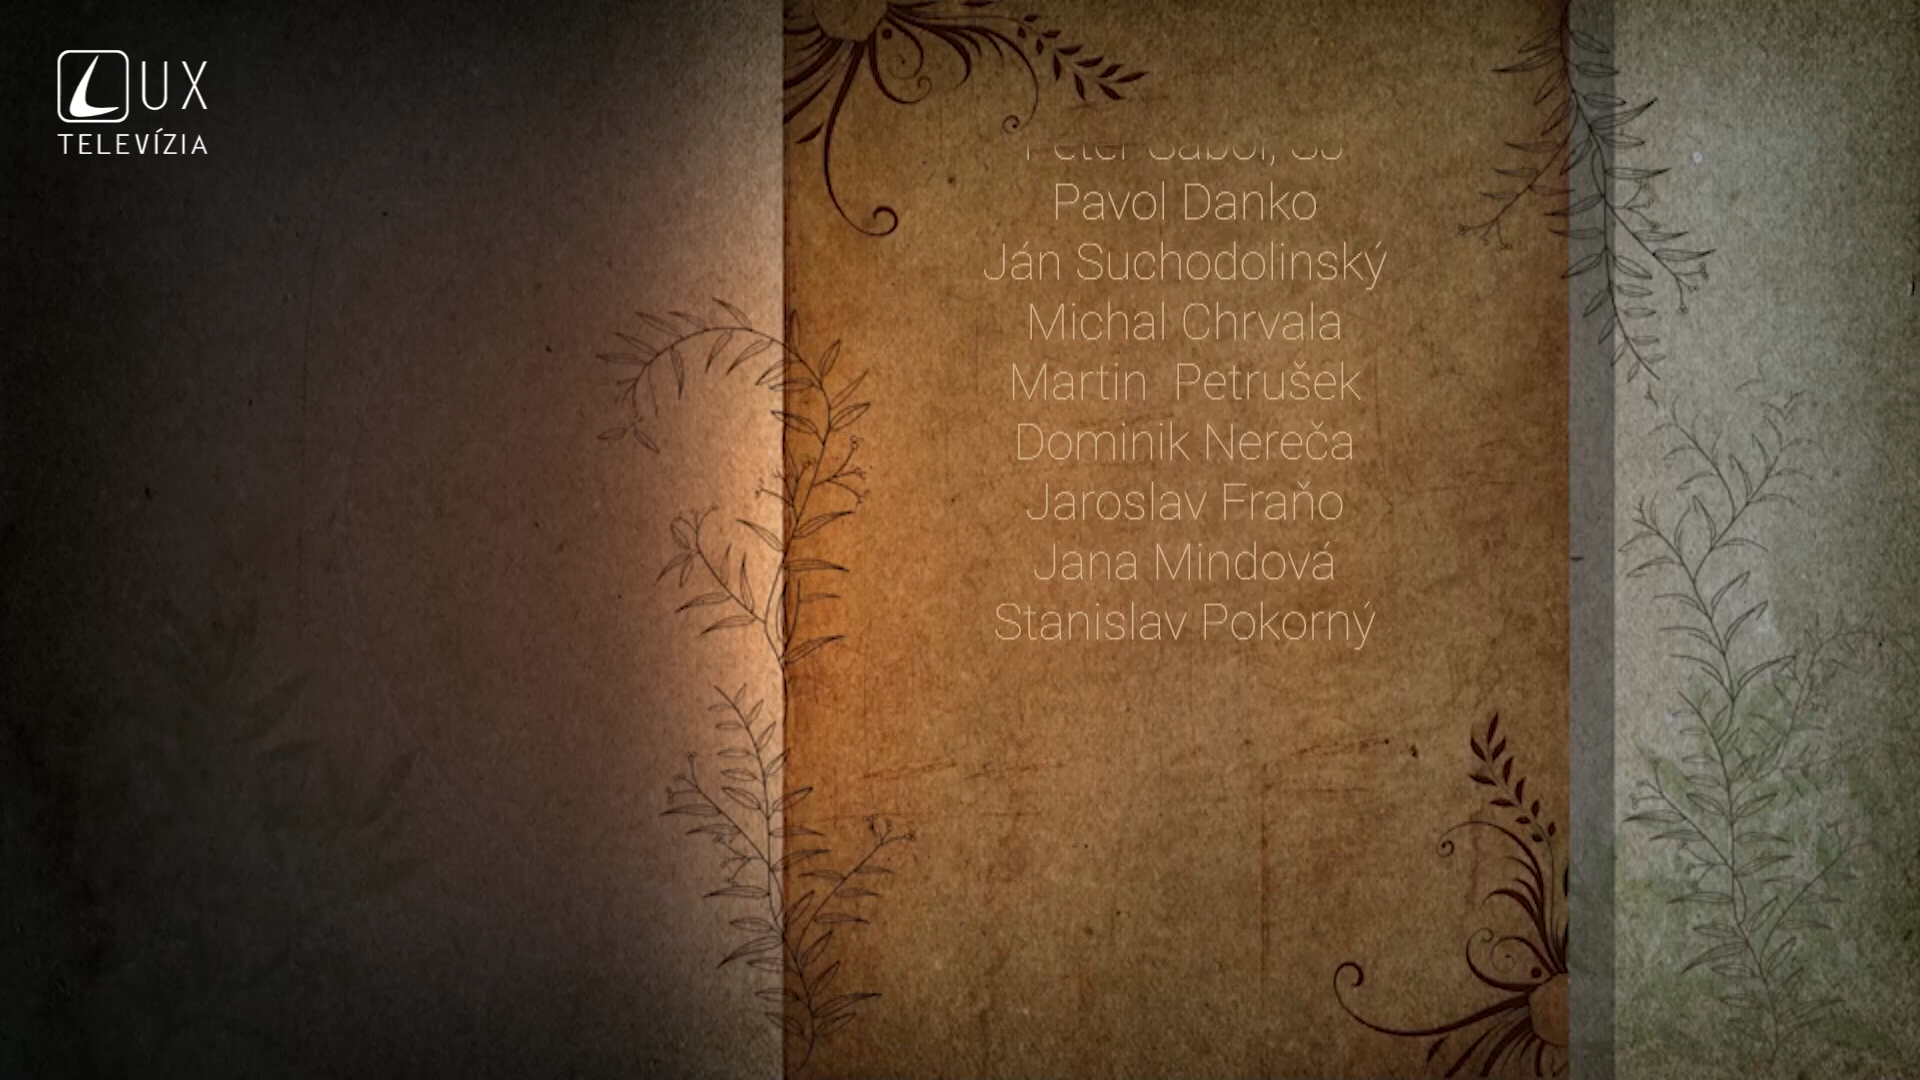 LUX
TELEVÍZIA
Pavol Danko
Ján Suchodolinský
Michal Chrvala
Martin  Petrušek
Dominik Nereča
Jaroslav Fraňo
Jana Mindová
Stanislav Pokorný